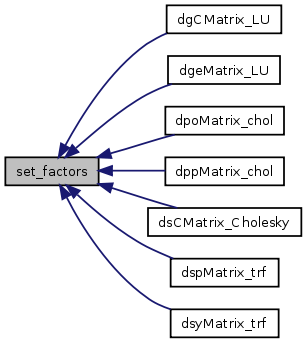 dgCMatrix_LU
dgeMatrix_LU
dpoMatrix_chol
set_factors
dppMatrix_chol
dsCMatrix_Cholesky
dspMatrix_trf
dsyMatrix_trf